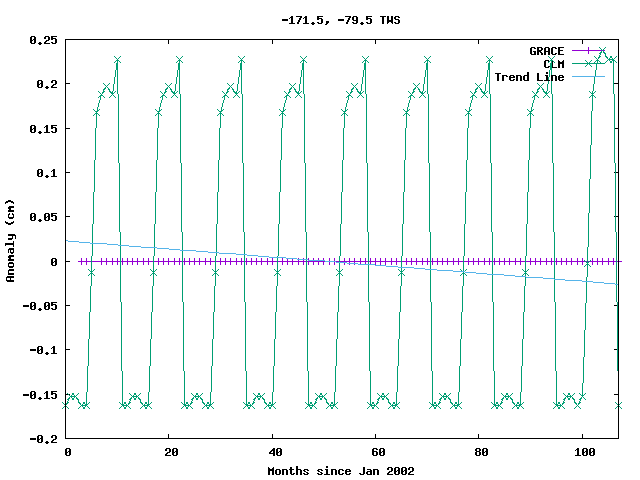 -171.5, -79.5 TWS
GRACE
CLM
Trend Line
0.25
0.2
0.15
0.1
0.05
0
-0.05
-0.1
-0.15
-0.2
Anomaly (cm)
0 20 40 60 80 100
Months since Jan 2002